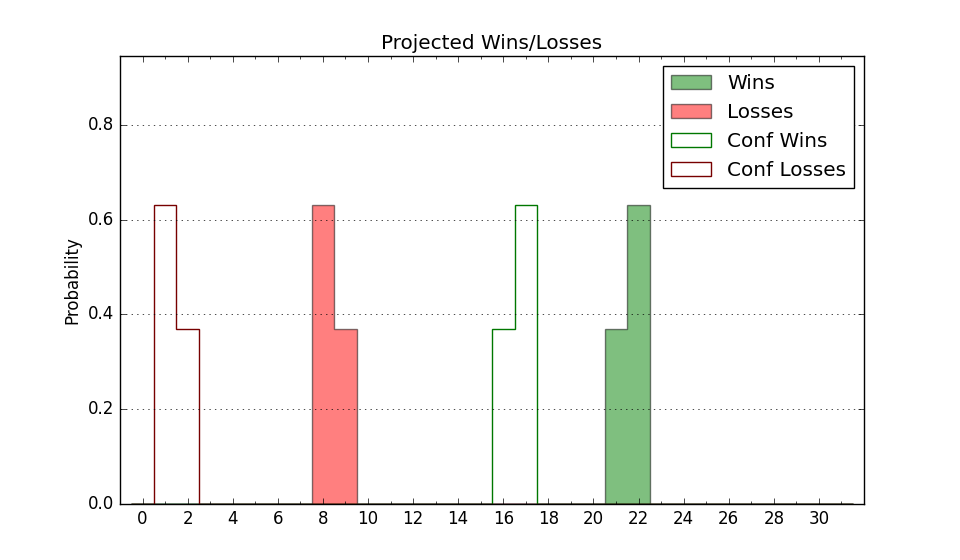 Projected Wins/Losses
Wins
Losses
Conf Wins
Conf Losses
Probability
0.8
0.6
0.4
0.2
0.0
0 2 4 6 8 10 12 14 16 18 20 22 24 26 28 30